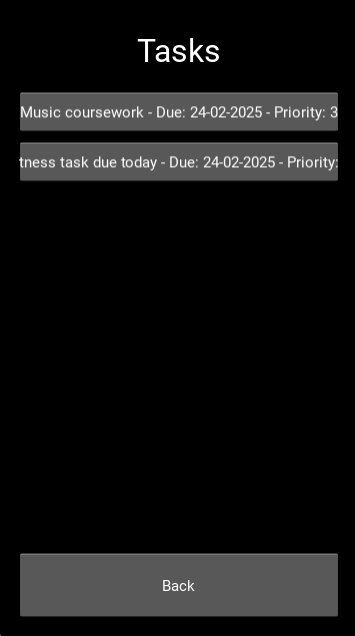 Tasks
Music coursework - Due: 24-02-2025 - Priority: 3
tness task due today - Due: 24-02-2025 - Priority:
Back